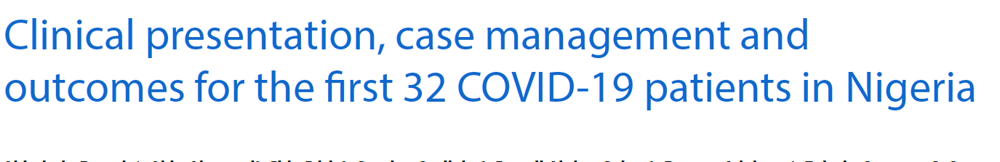 Clinical presentation, case management and
outcomes for the first 32 COVID-19 patients in Nigeria